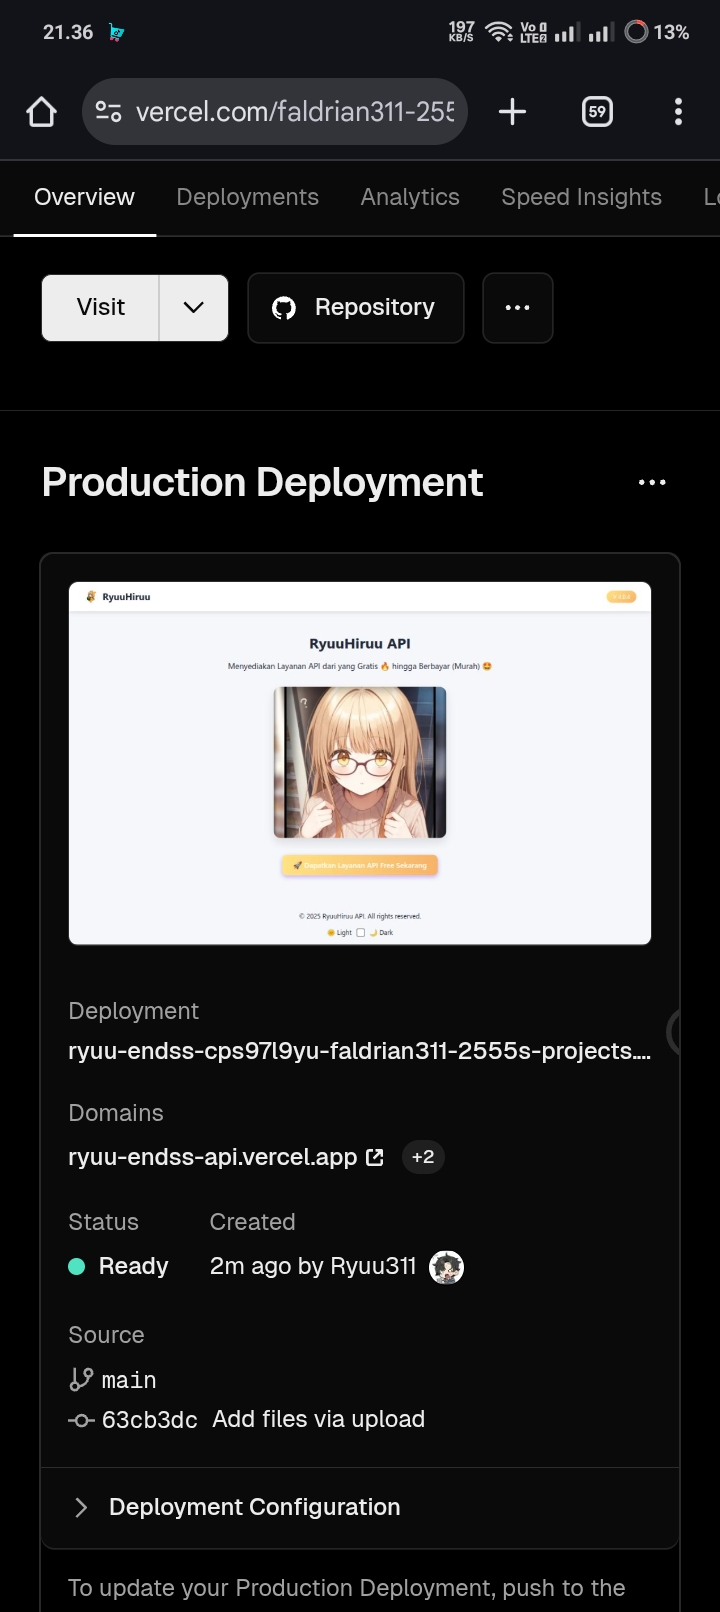 21.36
197
KB/S
Vo
LTE2
13%
vercel.com/faldrian311-255
59
Overview
Deployments
Analytics
Speed Insights
Visit
Repository
Production Deployment
RyuuHiruu
RyuuHiruu API
Menyediakan Layanan API dari yang Gratis 🔥 hingga Berbayar (Murah) 🤩
?
🚀 Dapatkan Layanan API Free Sekarang
© 2025 RyuuHiruu API. All rights reserved.
🌞 Light 🌙 Dark
Deployment
ryuu-endss-cps97l9yu-faldrian311-2555s-projects....
Domains
ryuu-endss-api.vercel.app
+2
Status
Created
Ready
2m ago by Ryuu311
Source
main
63cb3dc Add files via upload
Deployment Configuration
To update your Production Deployment, push to the